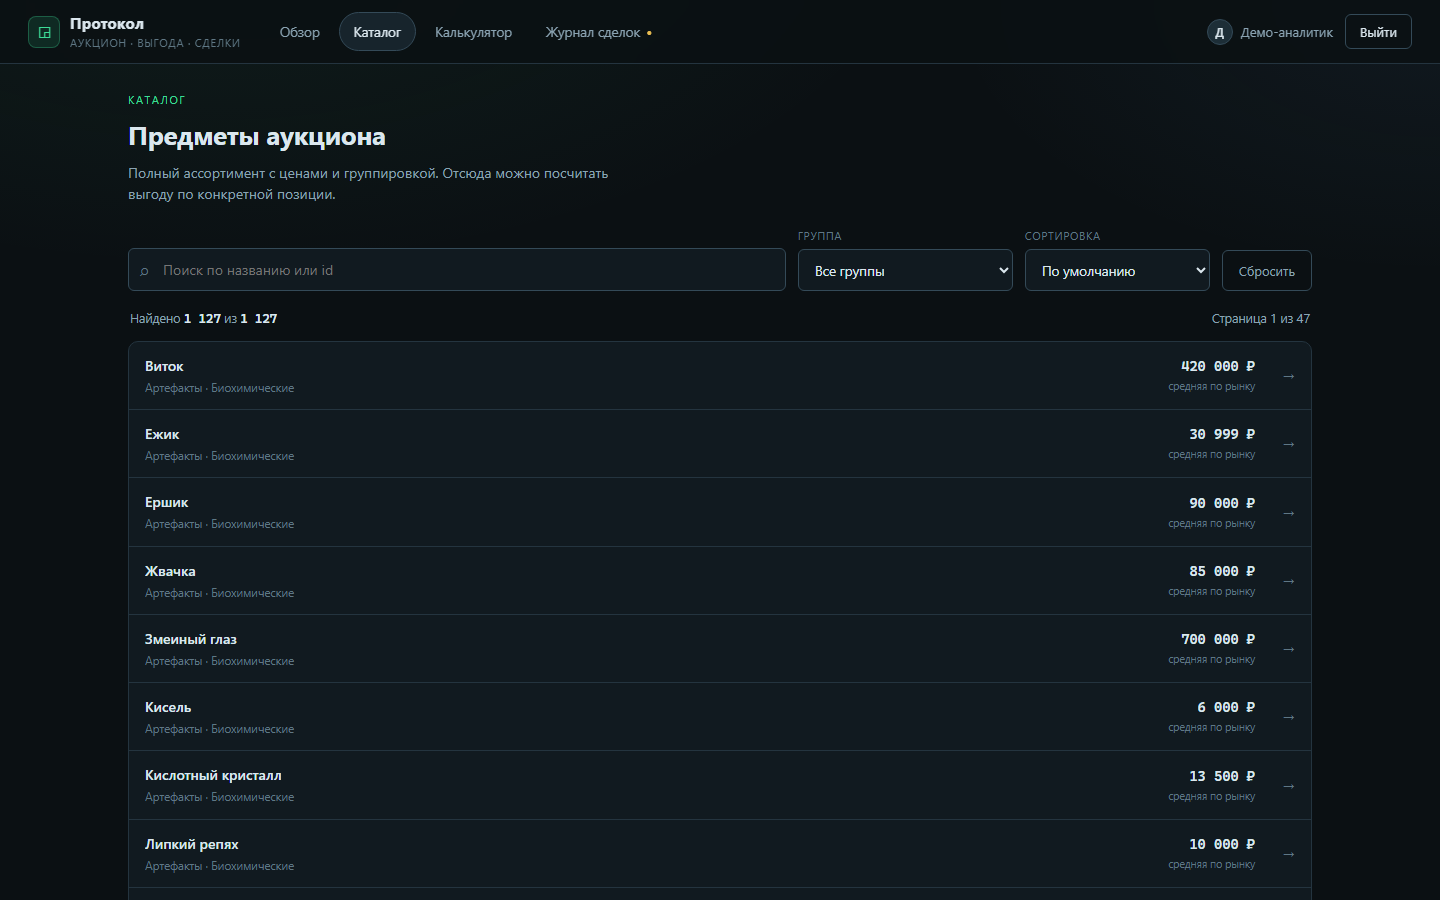 Протокол
АУКЦИОН · ВЫГОДА · СДЕЛКИ
Обзор
Каталог
Калькулятор
Журнал сделок
Д
Демо-аналитик
Выйти
КАТАЛОГ
Предметы аукциона
Полный ассортимент с ценами и группировкой. Отсюда можно посчитать
выгоду по конкретной позиции.
ГРУППА
СОРТИРОВКА
Поиск по названию или id
Все группы
По умолчанию
Сбросить
Найдено 1 127 из 1 127
Страница 1 из 47
Виток
420 000 ₽
Артефакты · Биохимические
средняя по рынку
→
Ежик
30 999 ₽
Артефакты · Биохимические
средняя по рынку
→
Ершик
90 000 ₽
Артефакты · Биохимические
средняя по рынку
→
Жвачка
85 000 ₽
Артефакты · Биохимические
средняя по рынку
→
Змеиный глаз
700 000 ₽
Артефакты · Биохимические
средняя по рынку
→
Кисель
6 000 ₽
Артефакты · Биохимические
средняя по рынку
→
Кислотный кристалл
13 500 ₽
Артефакты · Биохимические
средняя по рынку
→
Липкий репях
10 000 ₽
Артефакты · Биохимические
средняя по рынку
→